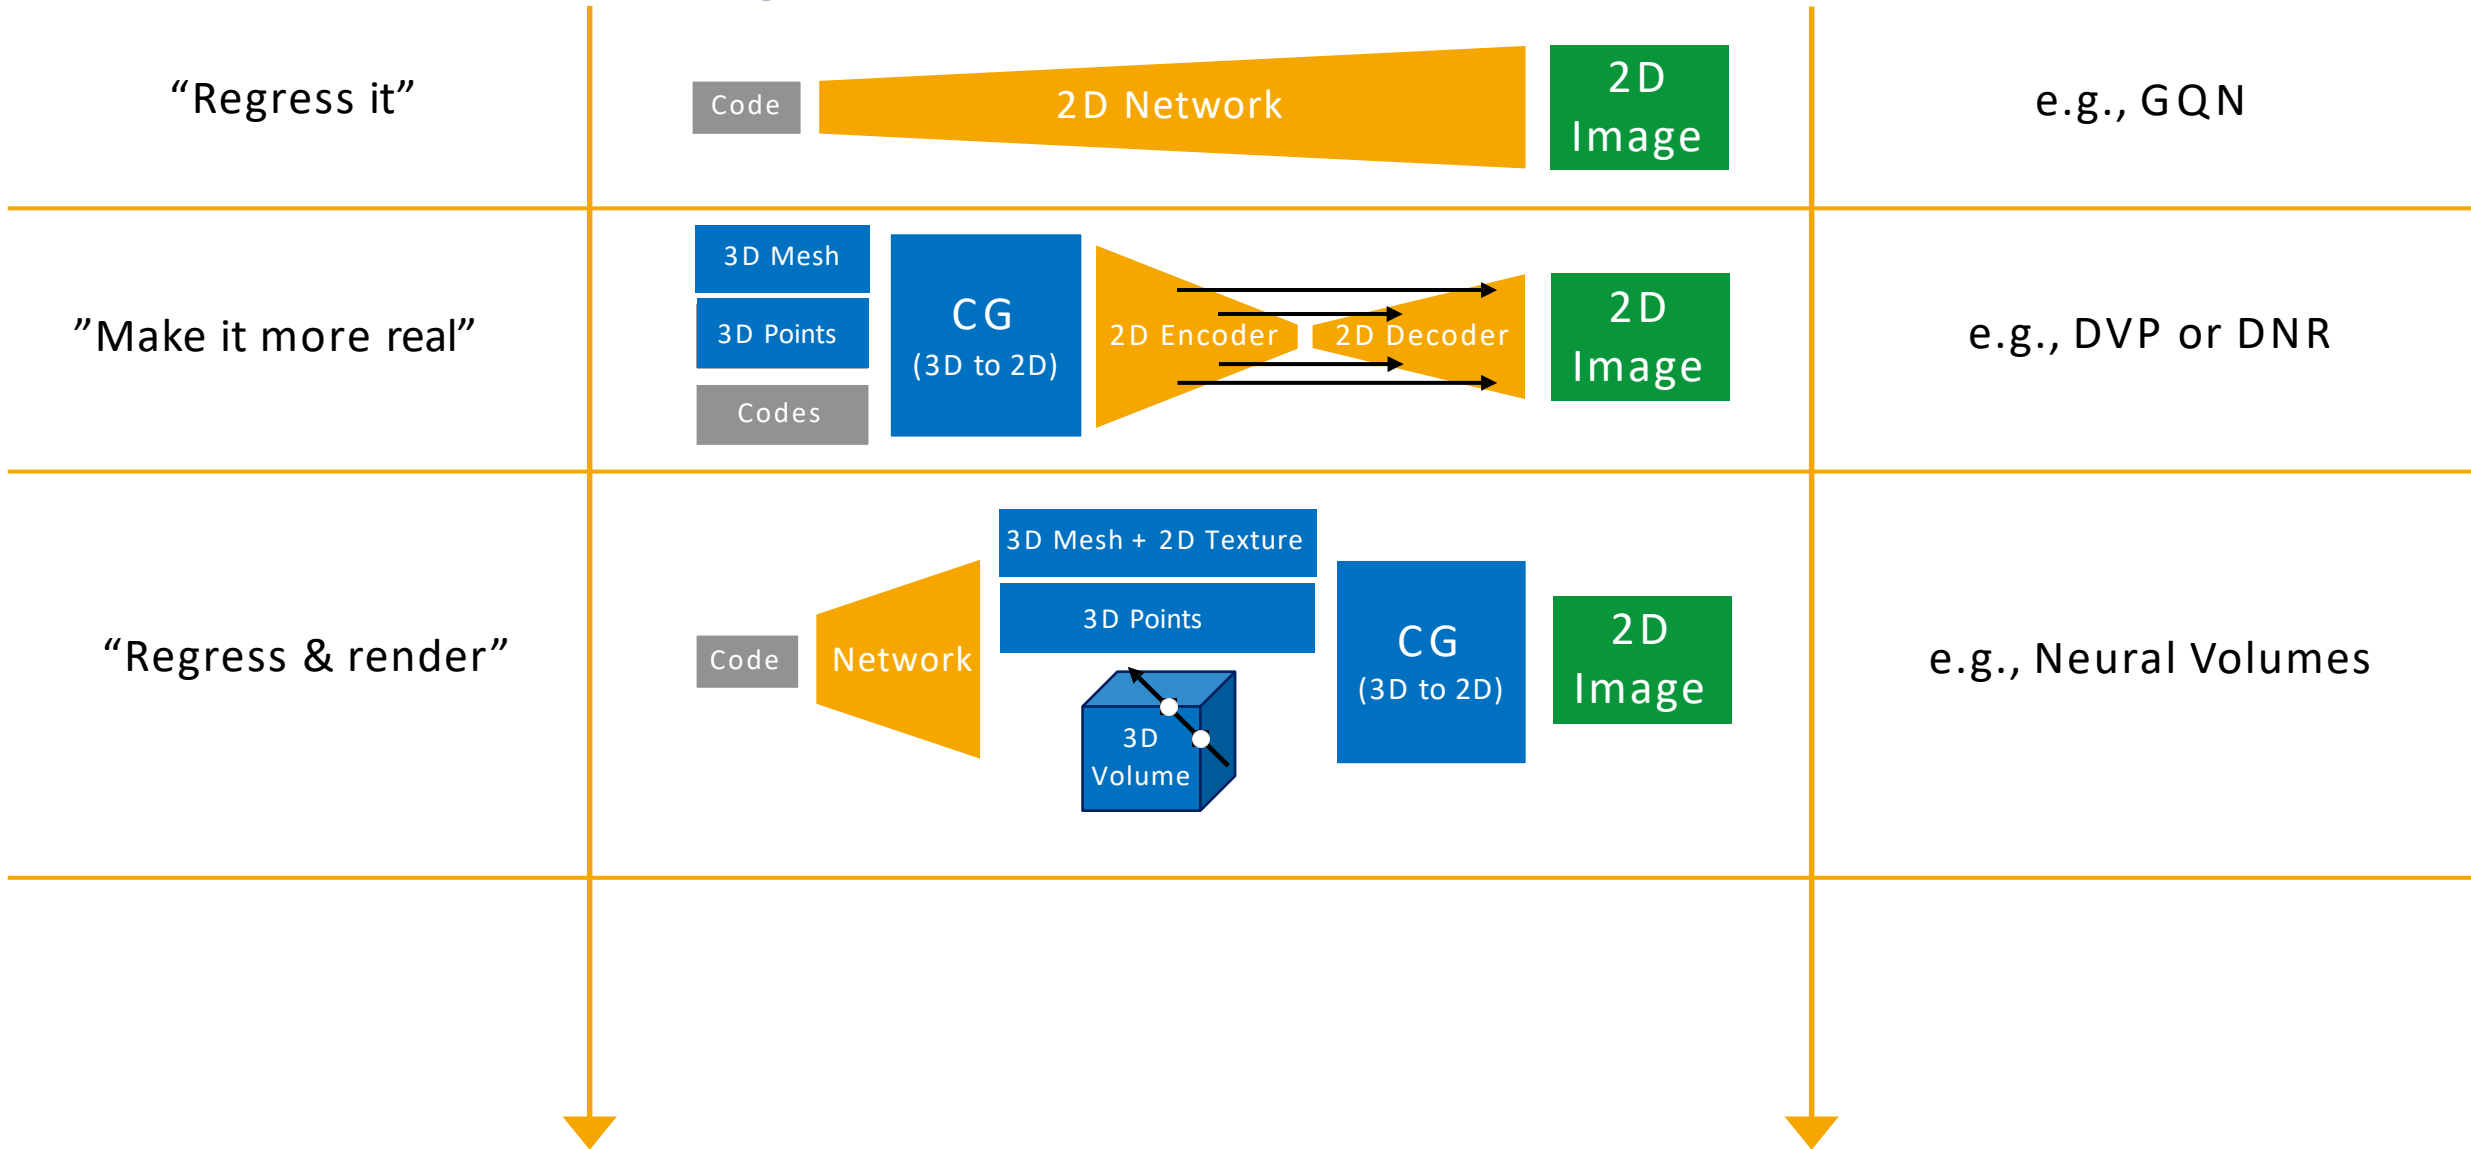 “Regress it”
Code
2D Network
2D
Image
e.g., GQN
”Make it more real”
3D Mesh
3D Points
Codes
CG
(3D to 2D)
2D Encoder
2D Decoder
2D
Image
e.g., DVP or DNR
“Regress & render”
Code
Network
3D Mesh + 2D Texture
3D Points
3D
Volume
CG
(3D to 2D)
2D
Image
e.g., Neural Volumes